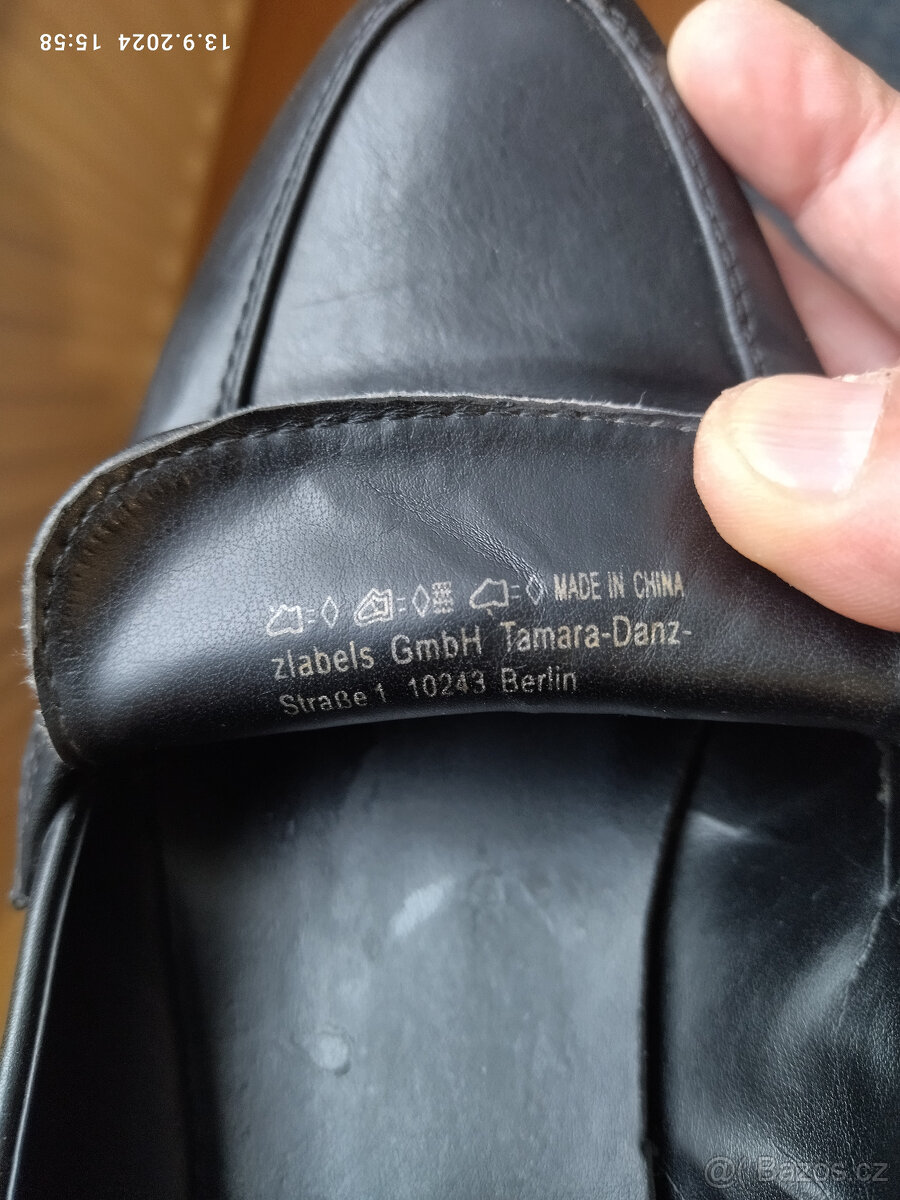 13.9.2024 15:58
MADE IN CHINA
zlabels GmbH Tamara-Danz-
Straße 1 10243 Berlin
@ Bazos.cz